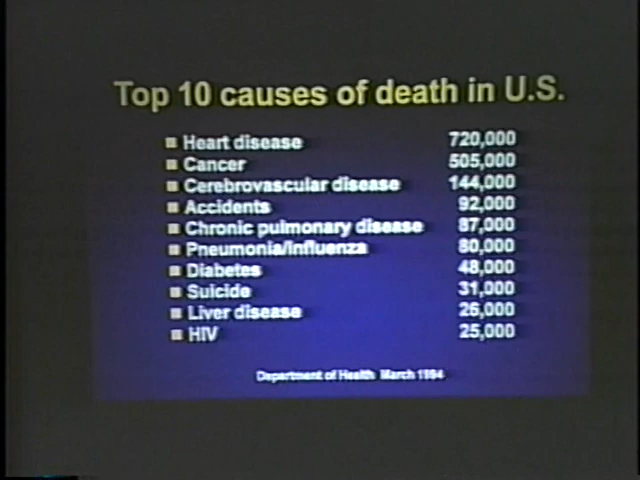 Top 10 causes of death in U.S.
Heart disease 720,000
Cancer 505,000
Cerebrovascular disease 144,000
Accidents 92,000
Chronic pulmonary disease 87,000
Pneumonia/Influenza 80,000
Diabetes 48,000
Suicide 31,000
Liver disease 26,000
HIV 25,000
Department of Health March 1994